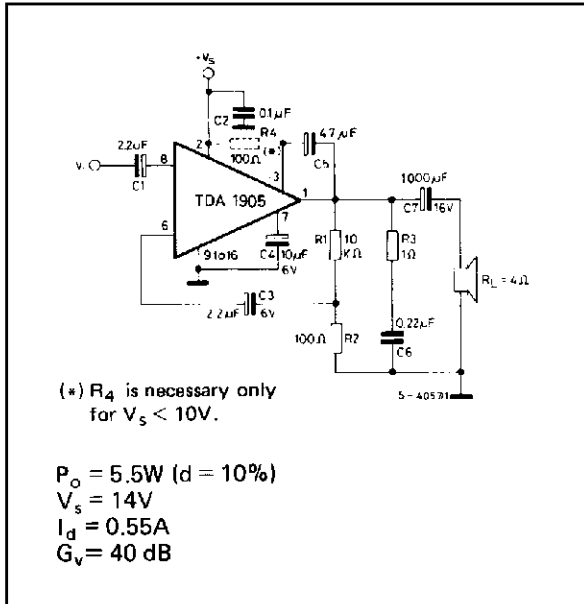 +Vs
C2
0.1µF
R4
(*)
100Ω
47µF
C5
2
3
2.2µF
8
Vi
C1
TDA 1905
1
1000µF
C7
16V
7
6
R1
10
KΩ
R3
1Ω
9 to 16
C4
10µF
6V
RL = 4Ω
C3
2.2µF
6V
0.22µF
C6
100Ω
R2
(*) R4 is necessary only
for Vs < 10V.
Po = 5.5W (d = 10%)
Vs = 14V
Id = 0.55A
Gv = 40 dB